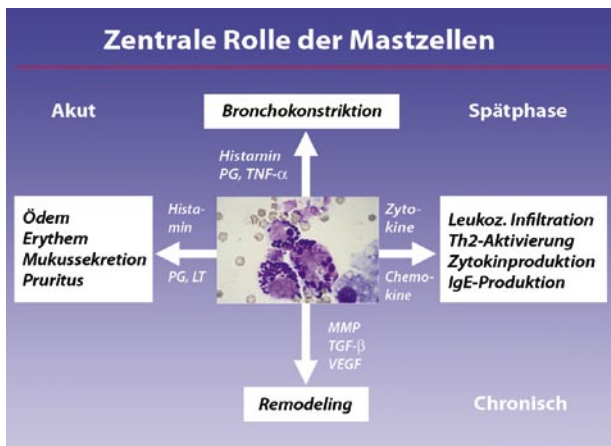 Zentrale Rolle der Mastzellen
Akut
Bronchokonstriktion
Spätphase
Histamin
PG, TNF-α
Ödem
Erythem
Mukussekretion
Pruritus
Hista-
min
PG, LT
Zyto-
kine
Chemo-
kine
Leukoz. Infiltration
Th2-Aktivierung
Zytokinproduktion
IgE-Produktion
MMP
TGF-β
VEGF
Remodeling
Chronisch